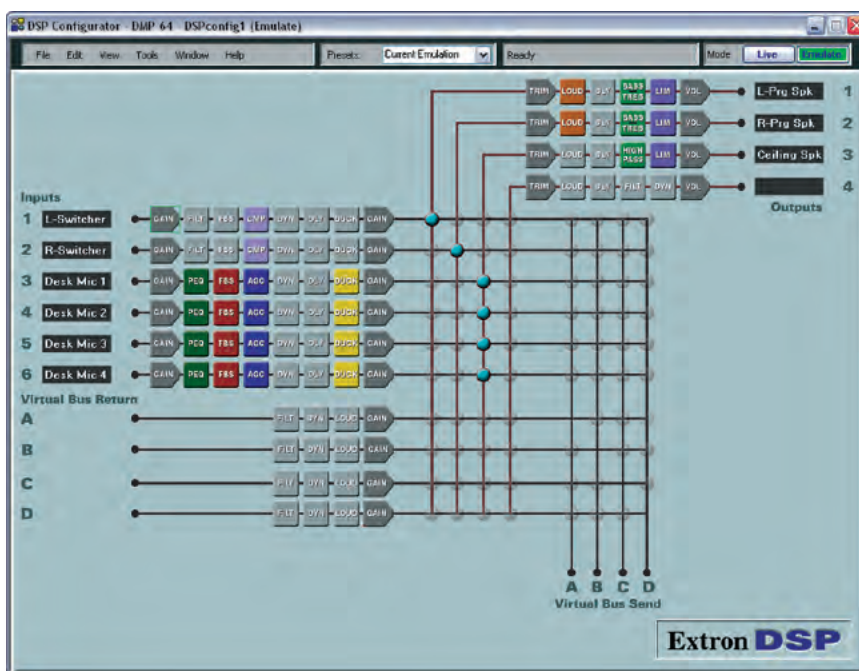 DSP Configurator - DMP 64 - DSPconfig1 (Emulate)
File Edit View Tools Window Help Presets: Current Emulation Ready Mode Live Emulate
TRIM LOUD DLY BASS TREB LIM VOL L-Prg Spk 1
TRIM LOUD DLY BASS TREB LIM VOL R-Prg Spk 2
TRIM LOUD DLY HIGH PASS LIM VOL Ceiling Spk 3
TRIM LOUD DLY FILT DYN VOL 4
Outputs
Inputs
1 L-Switcher GAIN FILT FBS CMP DYN DLY DUCK GAIN
2 R-Switcher GAIN FILT FBS CMP DYN DLY DUCK GAIN
3 Desk Mic 1 GAIN PEQ FBS AGC DYN DLY DUCK GAIN
4 Desk Mic 2 GAIN PEQ FBS AGC DYN DLY DUCK GAIN
5 Desk Mic 3 GAIN PEQ FBS AGC DYN DLY DUCK GAIN
6 Desk Mic 4 GAIN PEQ FBS AGC DYN DLY DUCK GAIN
Virtual Bus Return
A FILT DYN LOUD GAIN
B FILT DYN LOUD GAIN
C FILT DYN LOUD GAIN
D FILT DYN LOUD GAIN
A B C D
Virtual Bus Send
Extron DSP